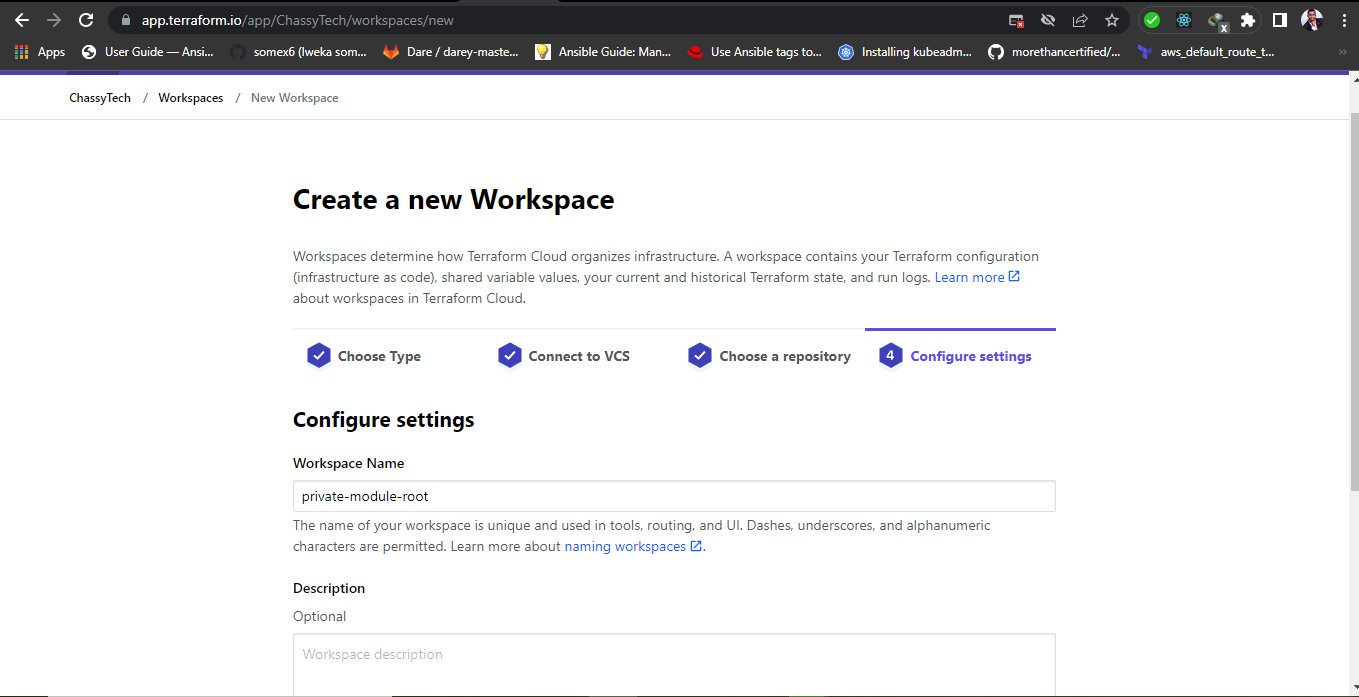 app.terraform.io/app/ChassyTech/workspaces/new
Apps User Guide — Ansi... somex6 (Iweka som... Dare / darey-maste... Ansible Guide: Man... Use Ansible tags to... Installing kubeadm... morethancertified/... aws_default_route_t... »
ChassyTech / Workspaces / New Workspace
Create a new Workspace
Workspaces determine how Terraform Cloud organizes infrastructure. A workspace contains your Terraform configuration
(infrastructure as code), shared variable values, your current and historical Terraform state, and run logs. Learn more
about workspaces in Terraform Cloud.
Choose Type Connect to VCS Choose a repository 4 Configure settings
Configure settings
Workspace Name
private-module-root
The name of your workspace is unique and used in tools, routing, and UI. Dashes, underscores, and alphanumeric
characters are permitted. Learn more about naming workspaces.
Description
Optional
Workspace description